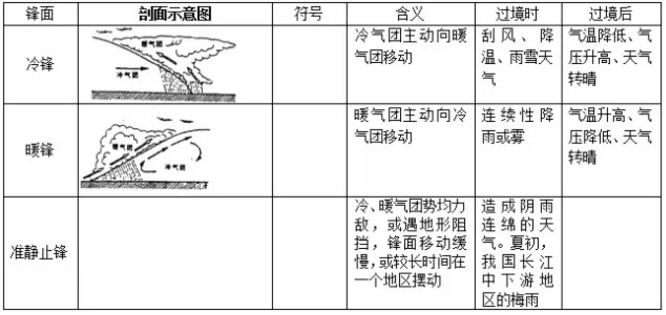 锋面 剖面示意图 符号 含义 过境时 过境后
冷锋
暖气团
冷气团
冷气团主动向暖
气团移动
刮风、降
温、雨雪天
气
气温降低、气
压升高、天气
转晴
暖锋
暖气团
冷气团
暖气团主动向冷
气团移动
连续性降
雨或雾
气温升高、气
压降低、天气
转晴
准静止锋
冷、暖气团势均力
敌，或遇地形阻
挡，锋面移动缓
慢，或较长时间在
一个地区摆动
造成阴雨
连绵的天
气。夏初，
我国长江
中下游地
区的梅雨